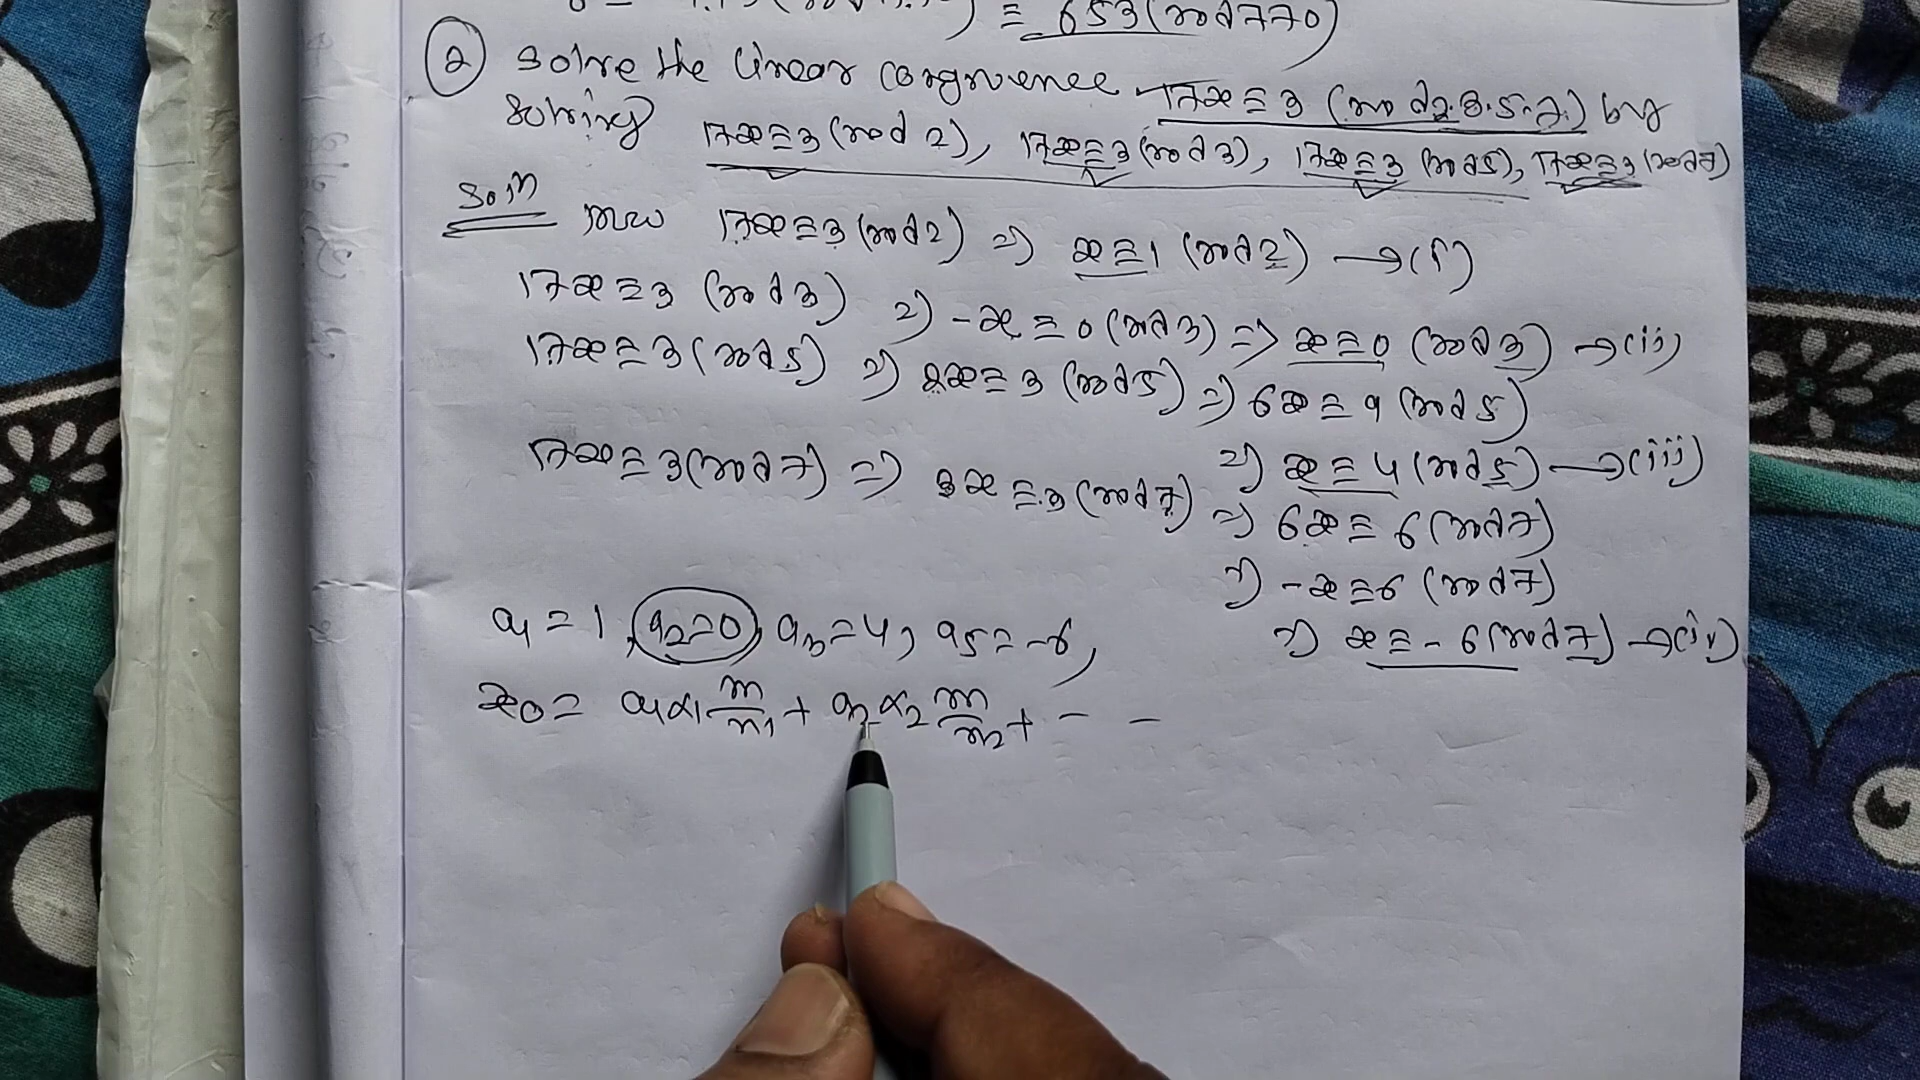 ≡ 653 (mod 770)
② Solve the linear congruence 17x ≡ 3 (mod 2.3.5.7) by
solving 17x ≡ 3 (mod 2), 17x ≡ 3 (mod 3), 17x ≡ 3 (mod 5), 17x ≡ 3 (mod 7)
Soln
17x ≡ 3 (mod 2) ⇒ x ≡ 1 (mod 2) → (i)
17x ≡ 3 (mod 3) ⇒ -x ≡ 0 (mod 3) ⇒ x ≡ 0 (mod 3) → (ii)
17x ≡ 3 (mod 5) ⇒ 2x ≡ 3 (mod 5) ⇒ 6x ≡ 9 (mod 5)
⇒ x ≡ 4 (mod 5) → (iii)
17x ≡ 3 (mod 7) ⇒ 3x ≡ 3 (mod 7) ⇒ 6x ≡ 6 (mod 7)
⇒ -x ≡ 6 (mod 7)
⇒ x ≡ -6 (mod 7) → (iv)
a1 = 1, a2 = 0, a3 = 4, a5 = -6,
x0 = a1 α1 m/m1 + a2 α2 m/m2 + - -